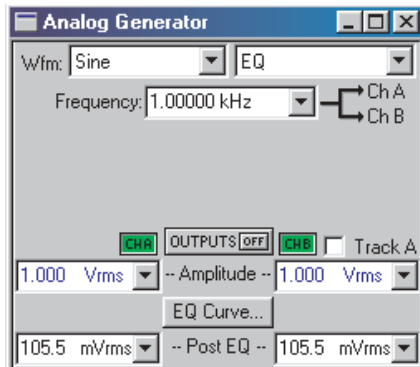 Analog Generator
Wfm: Sine EQ
Frequency: 1.00000 kHz
Ch A
Ch B
CHA OUTPUTS OFF CHB Track A
1.000 Vrms -- Amplitude -- 1.000 Vrms
EQ Curve...
105.5 mVrms -- Post EQ -- 105.5 mVrms